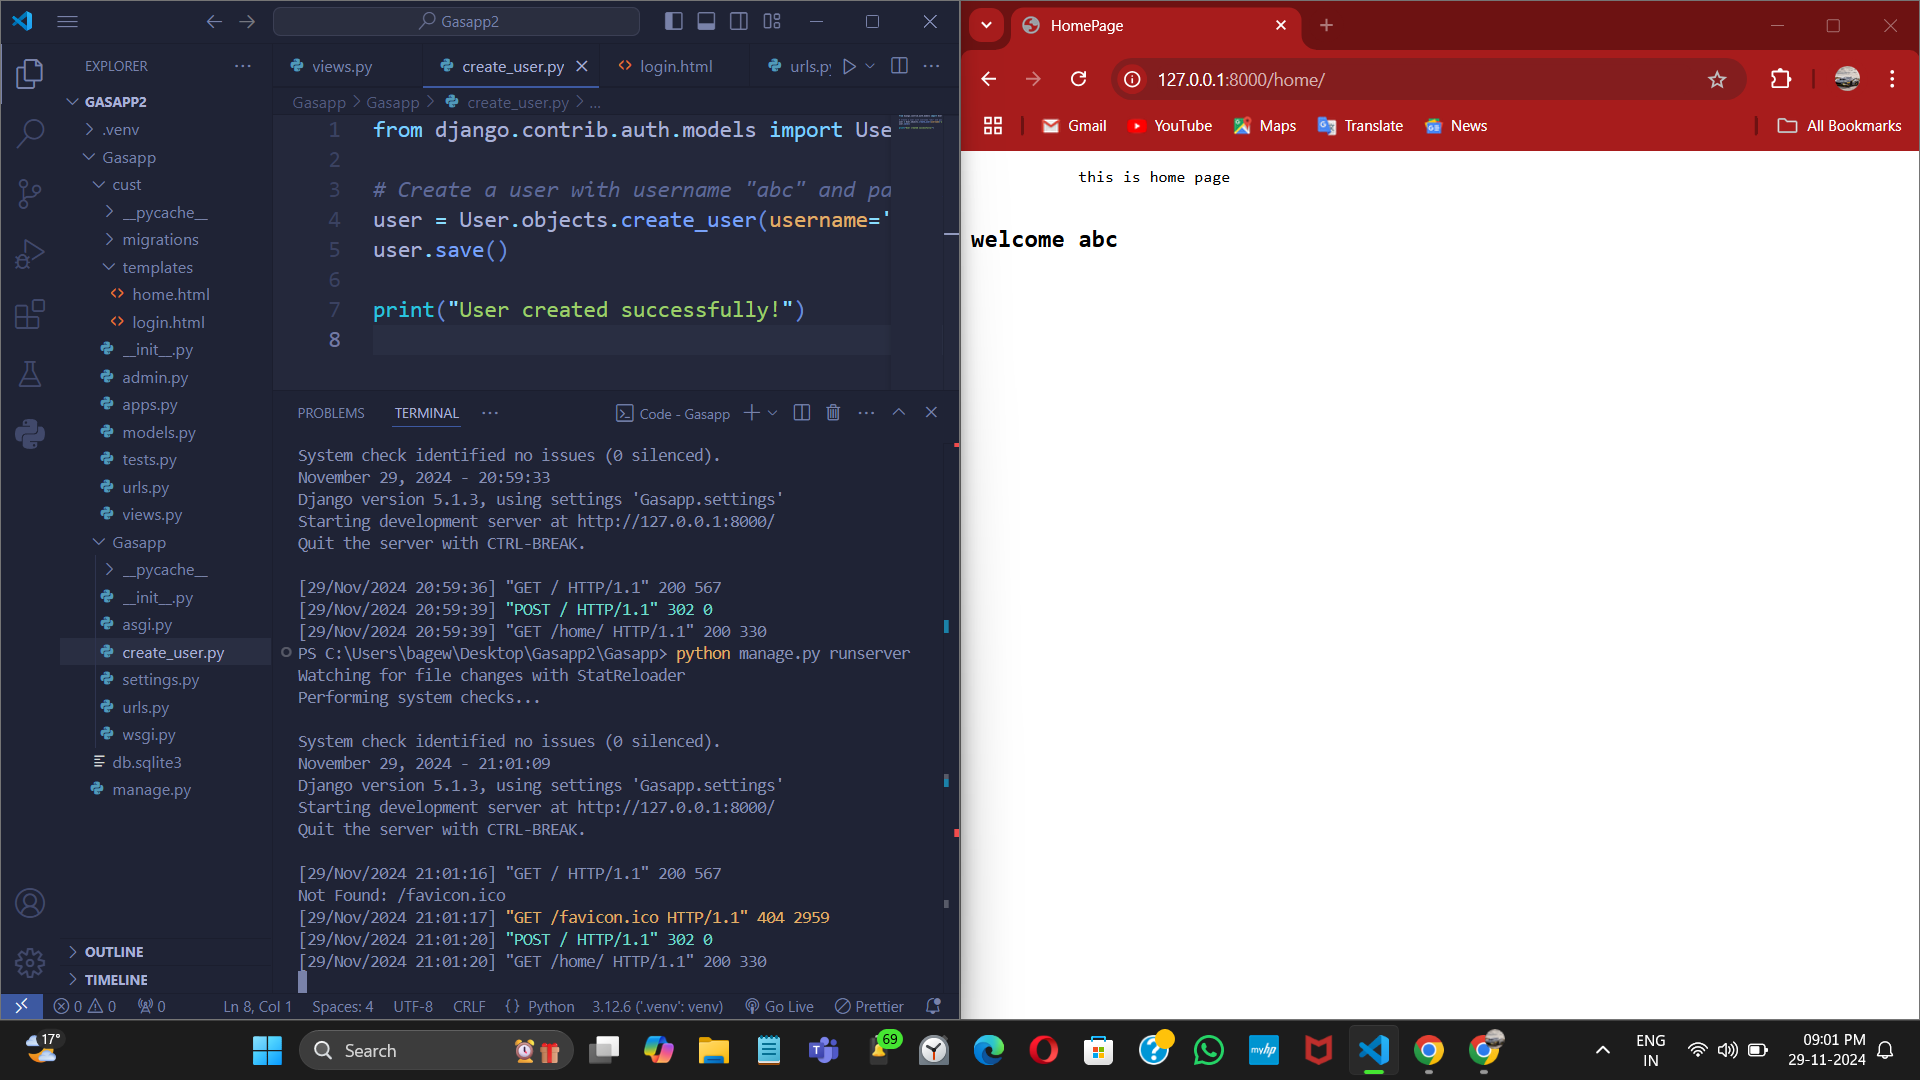 Gasapp2
EXPLORER
GASAPP2
.venv
Gasapp
cust
__pycache__
migrations
templates
home.html
login.html
__init__.py
admin.py
apps.py
models.py
tests.py
urls.py
views.py
Gasapp
__pycache__
__init__.py
asgi.py
create_user.py
settings.py
urls.py
wsgi.py
db.sqlite3
manage.py
OUTLINE
TIMELINE
views.py create_user.py login.html urls.py
Gasapp > Gasapp > create_user.py > ...
1 from django.contrib.auth.models import Use
2
3 # Create a user with username "abc" and pa
4 user = User.objects.create_user(username='
5 user.save()
6
7 print("User created successfully!")
8
PROBLEMS TERMINAL ... Code - Gasapp
System check identified no issues (0 silenced).
November 29, 2024 - 20:59:33
Django version 5.1.3, using settings 'Gasapp.settings'
Starting development server at http://127.0.0.1:8000/
Quit the server with CTRL-BREAK.
[29/Nov/2024 20:59:36] "GET / HTTP/1.1" 200 567
[29/Nov/2024 20:59:39] "POST / HTTP/1.1" 302 0
[29/Nov/2024 20:59:39] "GET /home/ HTTP/1.1" 200 330
PS C:\Users\bagew\Desktop\Gasapp2\Gasapp> python manage.py runserver
Watching for file changes with StatReloader
Performing system checks...
System check identified no issues (0 silenced).
November 29, 2024 - 21:01:09
Django version 5.1.3, using settings 'Gasapp.settings'
Starting development server at http://127.0.0.1:8000/
Quit the server with CTRL-BREAK.
[29/Nov/2024 21:01:16] "GET / HTTP/1.1" 200 567
Not Found: /favicon.ico
[29/Nov/2024 21:01:17] "GET /favicon.ico HTTP/1.1" 404 2959
[29/Nov/2024 21:01:20] "POST / HTTP/1.1" 302 0
[29/Nov/2024 21:01:20] "GET /home/ HTTP/1.1" 200 330
0 0 0 Ln 8, Col 1 Spaces: 4 UTF-8 CRLF {} Python 3.12.6 ('.venv': venv) Go Live Prettier
HomePage
127.0.0.1:8000/home/
Gmail YouTube Maps Translate News All Bookmarks
this is home page
welcome abc
17° Search 69 myhp ENG 09:01 PM
IN 29-11-2024